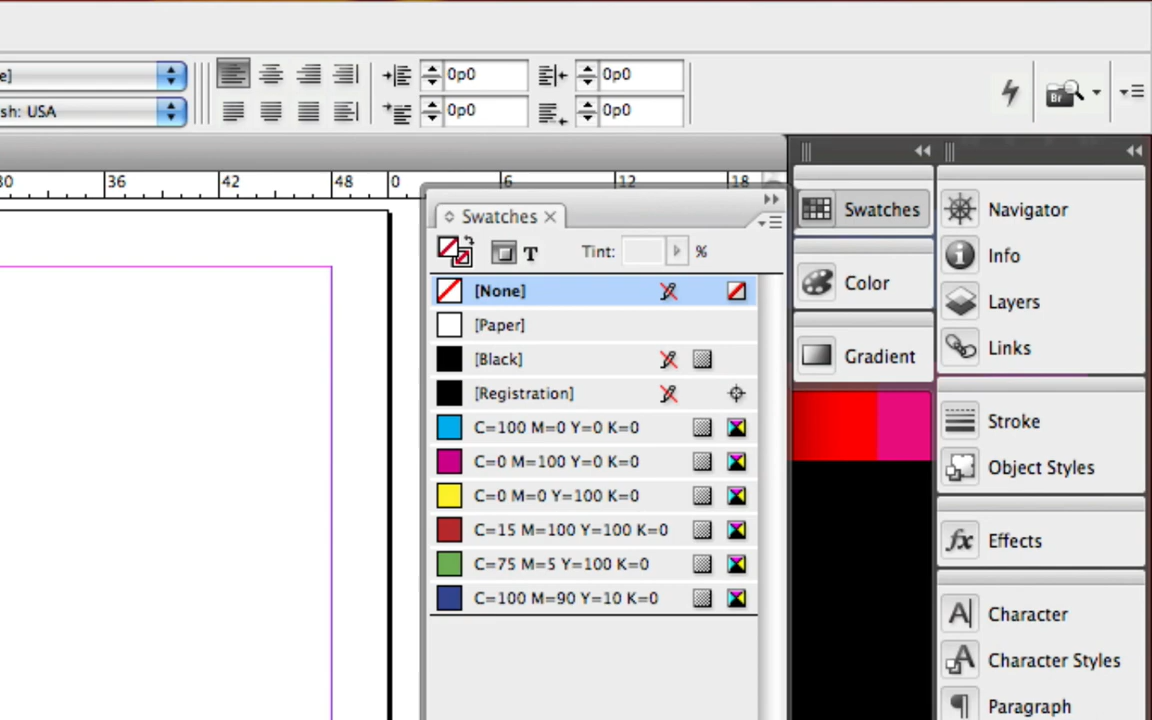 e]
0p0
0p0
sh: USA
0p0
0p0
Br
30
36
42
48
0
6
12
18
Swatches
T
Tint:
%
[None]
[Paper]
[Black]
[Registration]
C=100 M=0 Y=0 K=0
C=0 M=100 Y=0 K=0
C=0 M=0 Y=100 K=0
C=15 M=100 Y=100 K=0
C=75 M=5 Y=100 K=0
C=100 M=90 Y=10 K=0
Swatches
Color
Gradient
Navigator
Info
Layers
Links
Stroke
Object Styles
fx Effects
A Character
A Character Styles
Paragraph